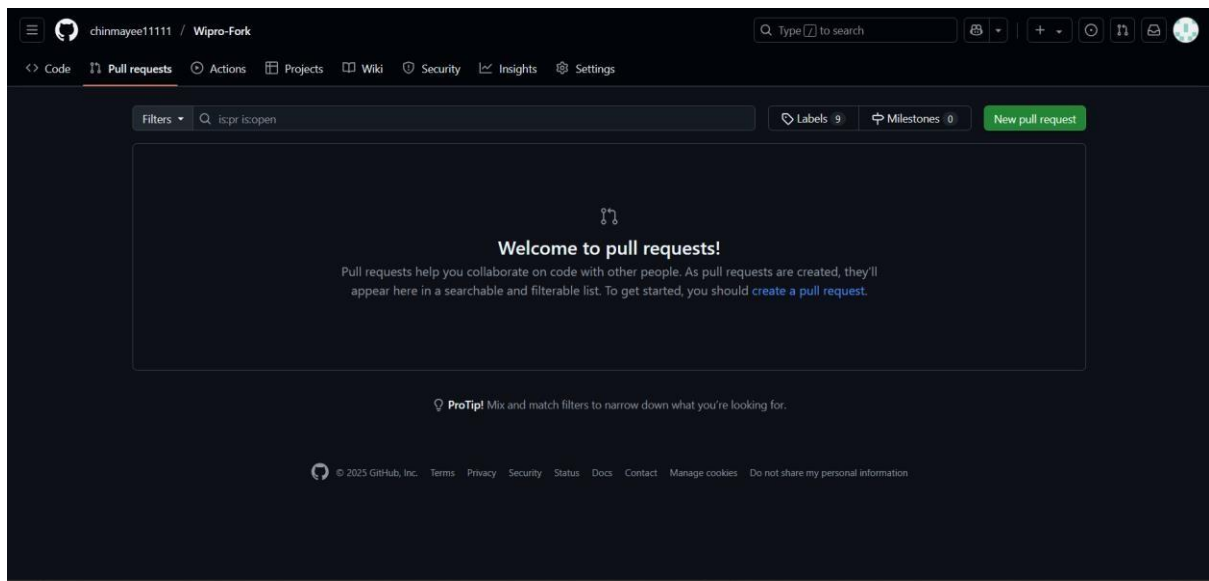 chinmayee11111 / Wipro-Fork
Type / to search
Code Pull requests Actions Projects Wiki Security Insights Settings
Filters is:pr is:open Labels 9 Milestones 0 New pull request
Welcome to pull requests!
Pull requests help you collaborate on code with other people. As pull requests are created, they'll
appear here in a searchable and filterable list. To get started, you should create a pull request.
ProTip! Mix and match filters to narrow down what you're looking for.
© 2025 GitHub, Inc. Terms Privacy Security Status Docs Contact Manage cookies Do not share my personal information